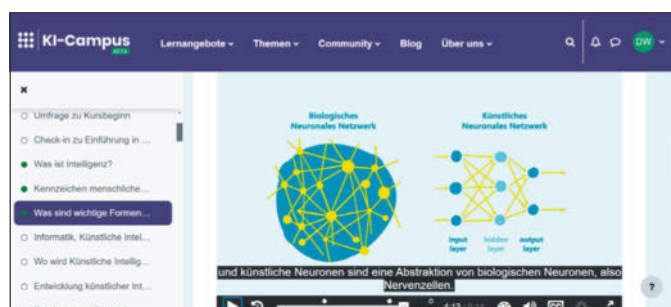 KI-Campus
BETA
Lernangebote
Themen
Community
Blog
Über uns
DW
×
Umfrage zu Kursbeginn
Check-in zu Einführung in ...
Was ist Intelligenz?
Kennzeichen menschliche...
Was sind wichtige Formen...
Informatik, Künstliche Intel...
Wo wird Künstliche Intellig...
Entwicklung künstlicher Int...
Biologisches
Neuronales Netzwerk
Künstliches
Neuronales Netzwerk
input
layer
hidden
layer
output
layer
und künstliche Neuronen sind eine Abstraktion von biologischen Neuronen, also
Nervenzellen.
?